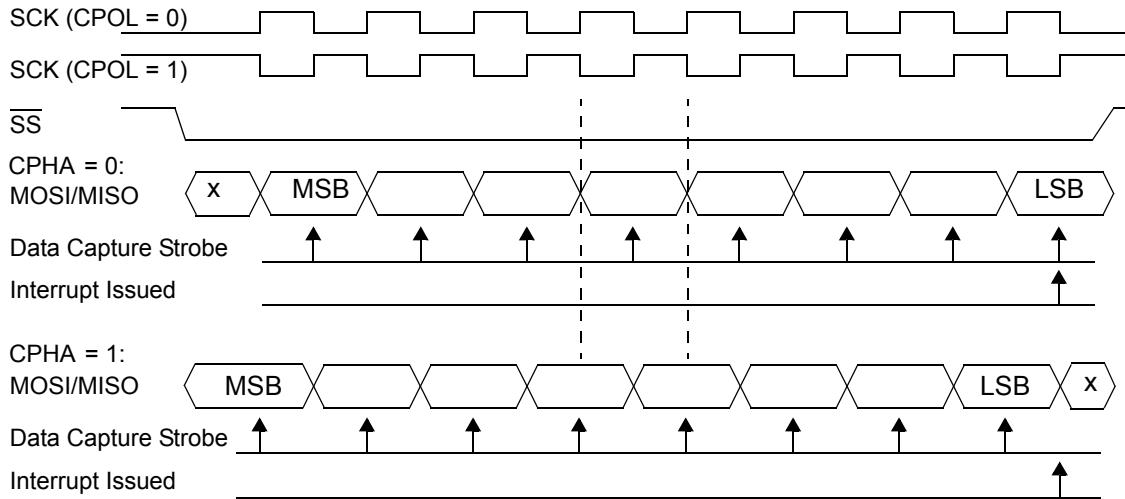 SCK (CPOL = 0)
SCK (CPOL = 1)
SS
CPHA = 0:
MOSI/MISO
x MSB LSB
Data Capture Strobe
Interrupt Issued
CPHA = 1:
MOSI/MISO
MSB LSB x
Data Capture Strobe
Interrupt Issued